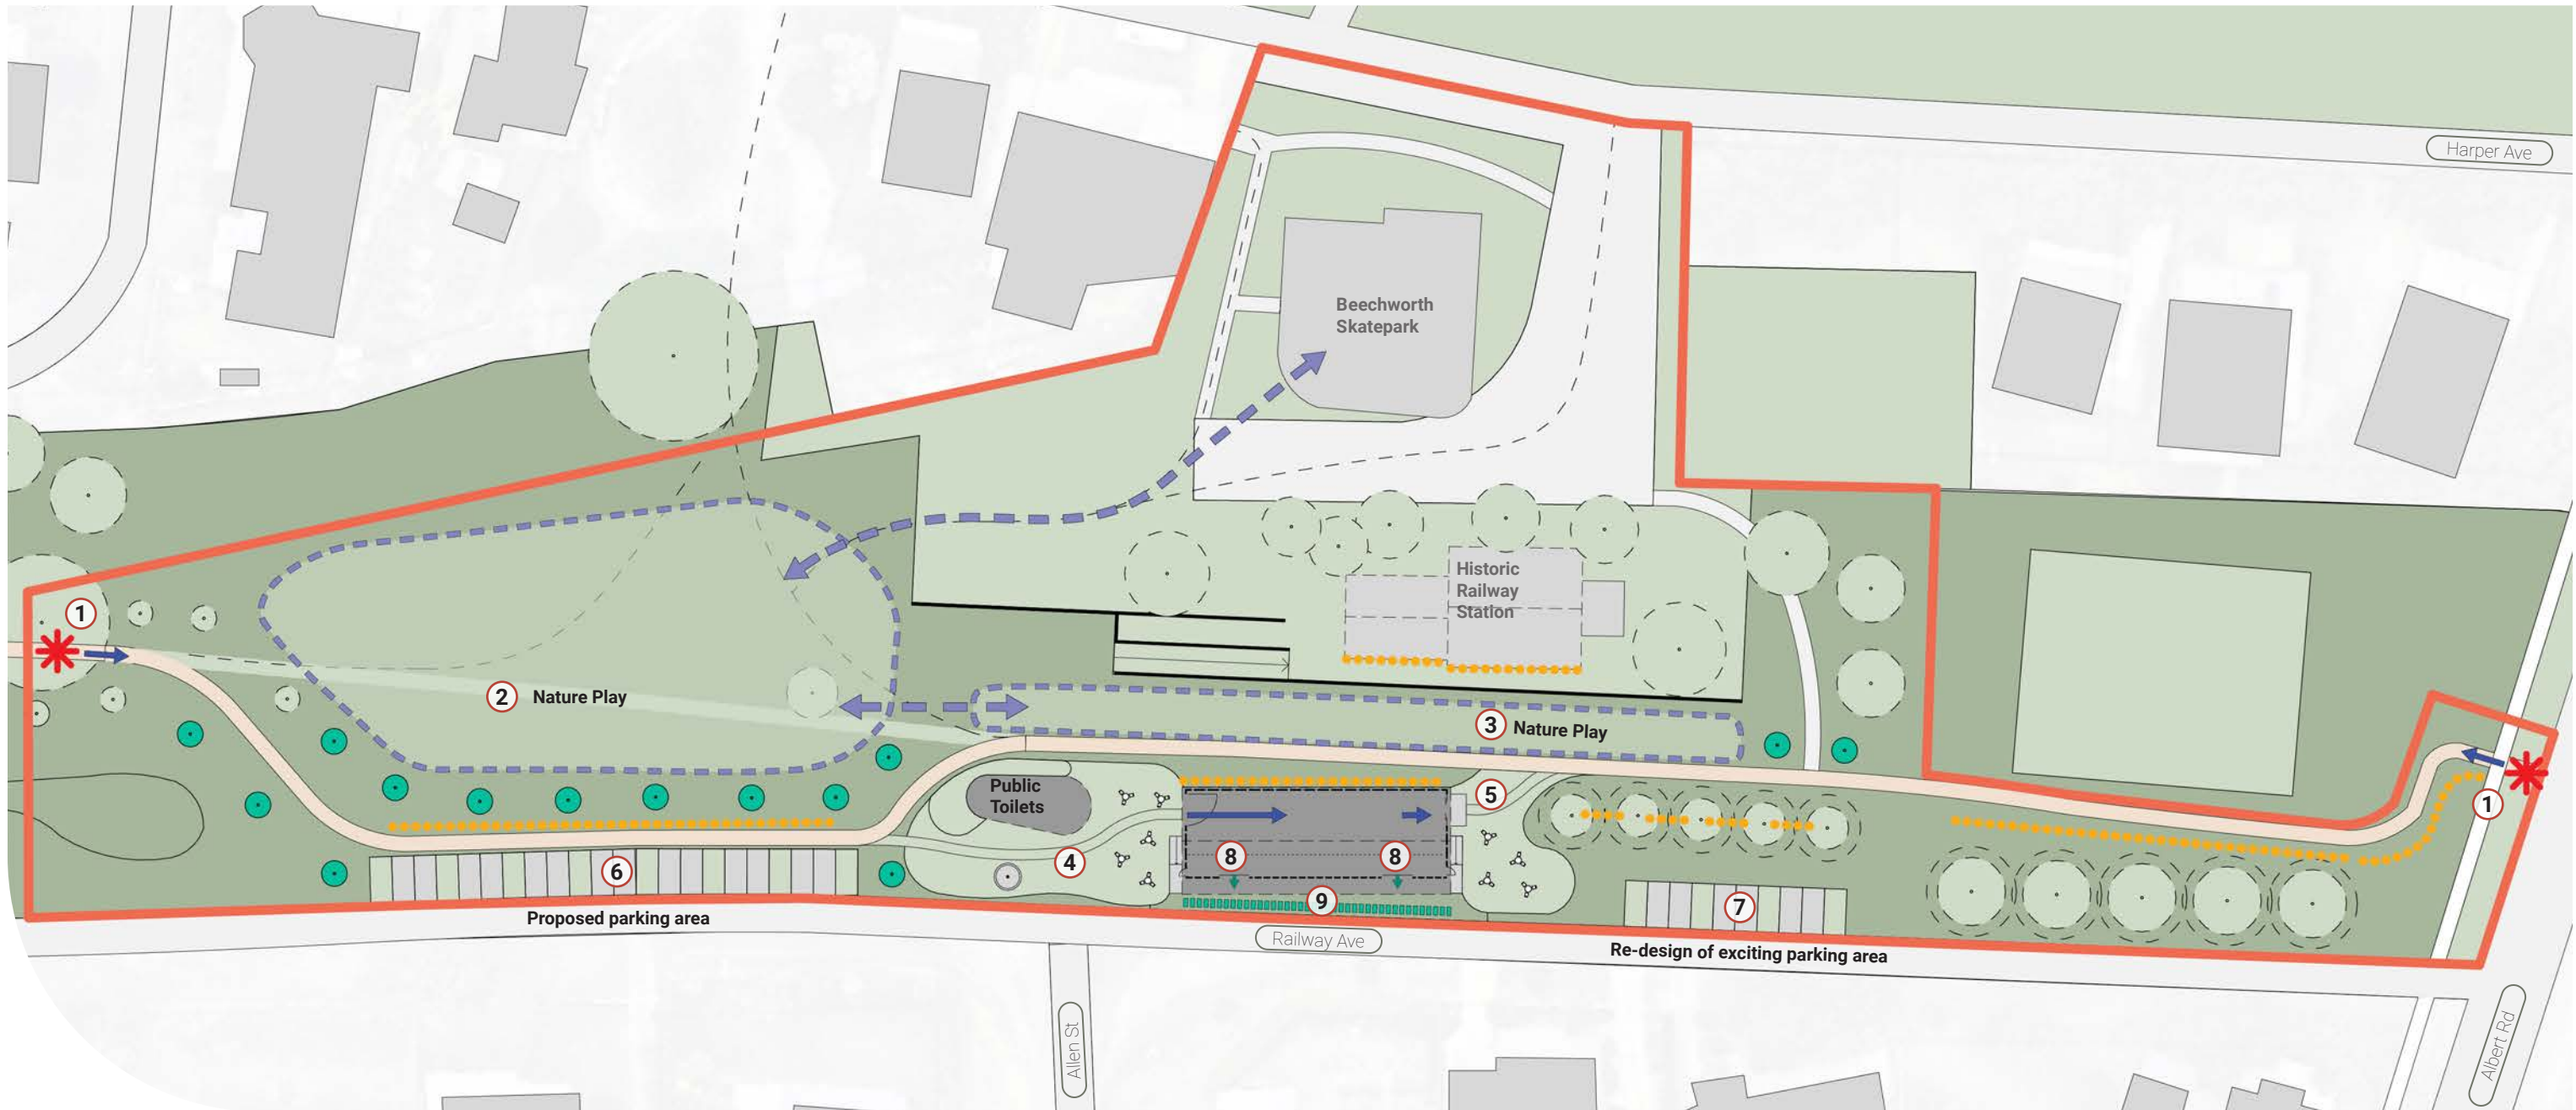 Harper Ave
Beechworth
Skatepark
Historic
Railway
Station
1
2
Nature Play
3
Nature Play
Public
Toilets
5
1
4
8
8
6
9
7
Proposed parking area
Railway Ave
Re-design of exciting parking area
Allen St
Albert Rd